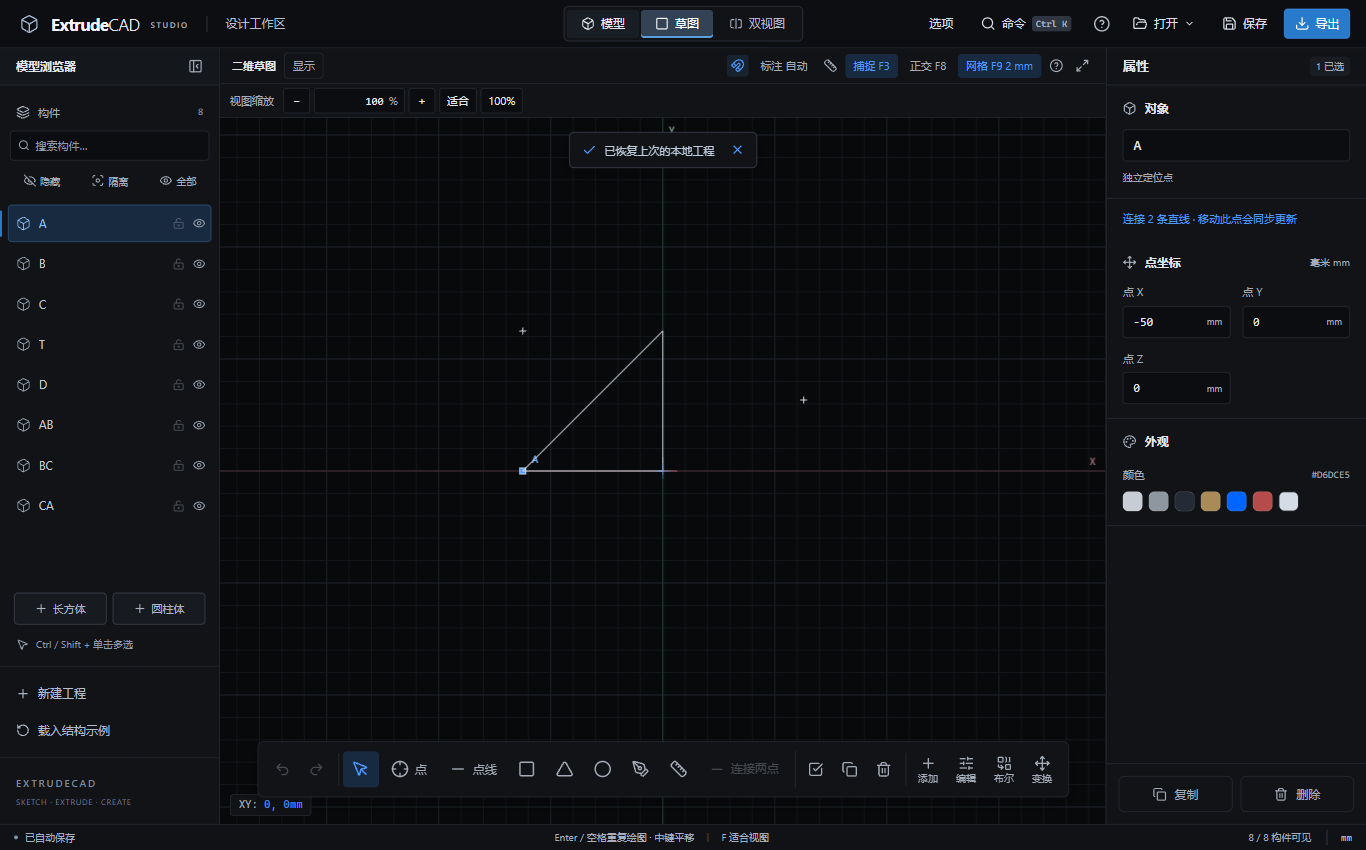 ExtrudeCAD STUDIO 设计工作区 模型 草图 双视图 选项 命令 Ctrl K 打开 保存 导出
模型浏览器
构件 8
搜索构件...
隐藏 隔离 全部
A
B
C
T
D
AB
BC
CA
+ 长方体 + 圆柱体
Ctrl / Shift + 单击多选
+ 新建工程
载入结构示例
EXTRUDECAD
SKETCH · EXTRUDE · CREATE
二维草图 显示 标注 自动 捕捉 F3 正交 F8 网格 F9 2 mm
视图缩放 − 100 % + 适合 100%
Y
已恢复上次的本地工程
A
X
点 点线 连接两点 添加 编辑 布尔 变换
XY: 0, 0mm
属性 1 已选
对象
A
独立定位点
连接 2 条直线 · 移动此点会同步更新
点坐标 毫米 mm
点 X 点 Y
-50 mm 0 mm
点 Z
0 mm
外观
颜色 #D6DCE5
复制 删除
已自动保存 Enter / 空格重复绘图 · 中键平移 F 适合视图 8 / 8 构件可见 mm